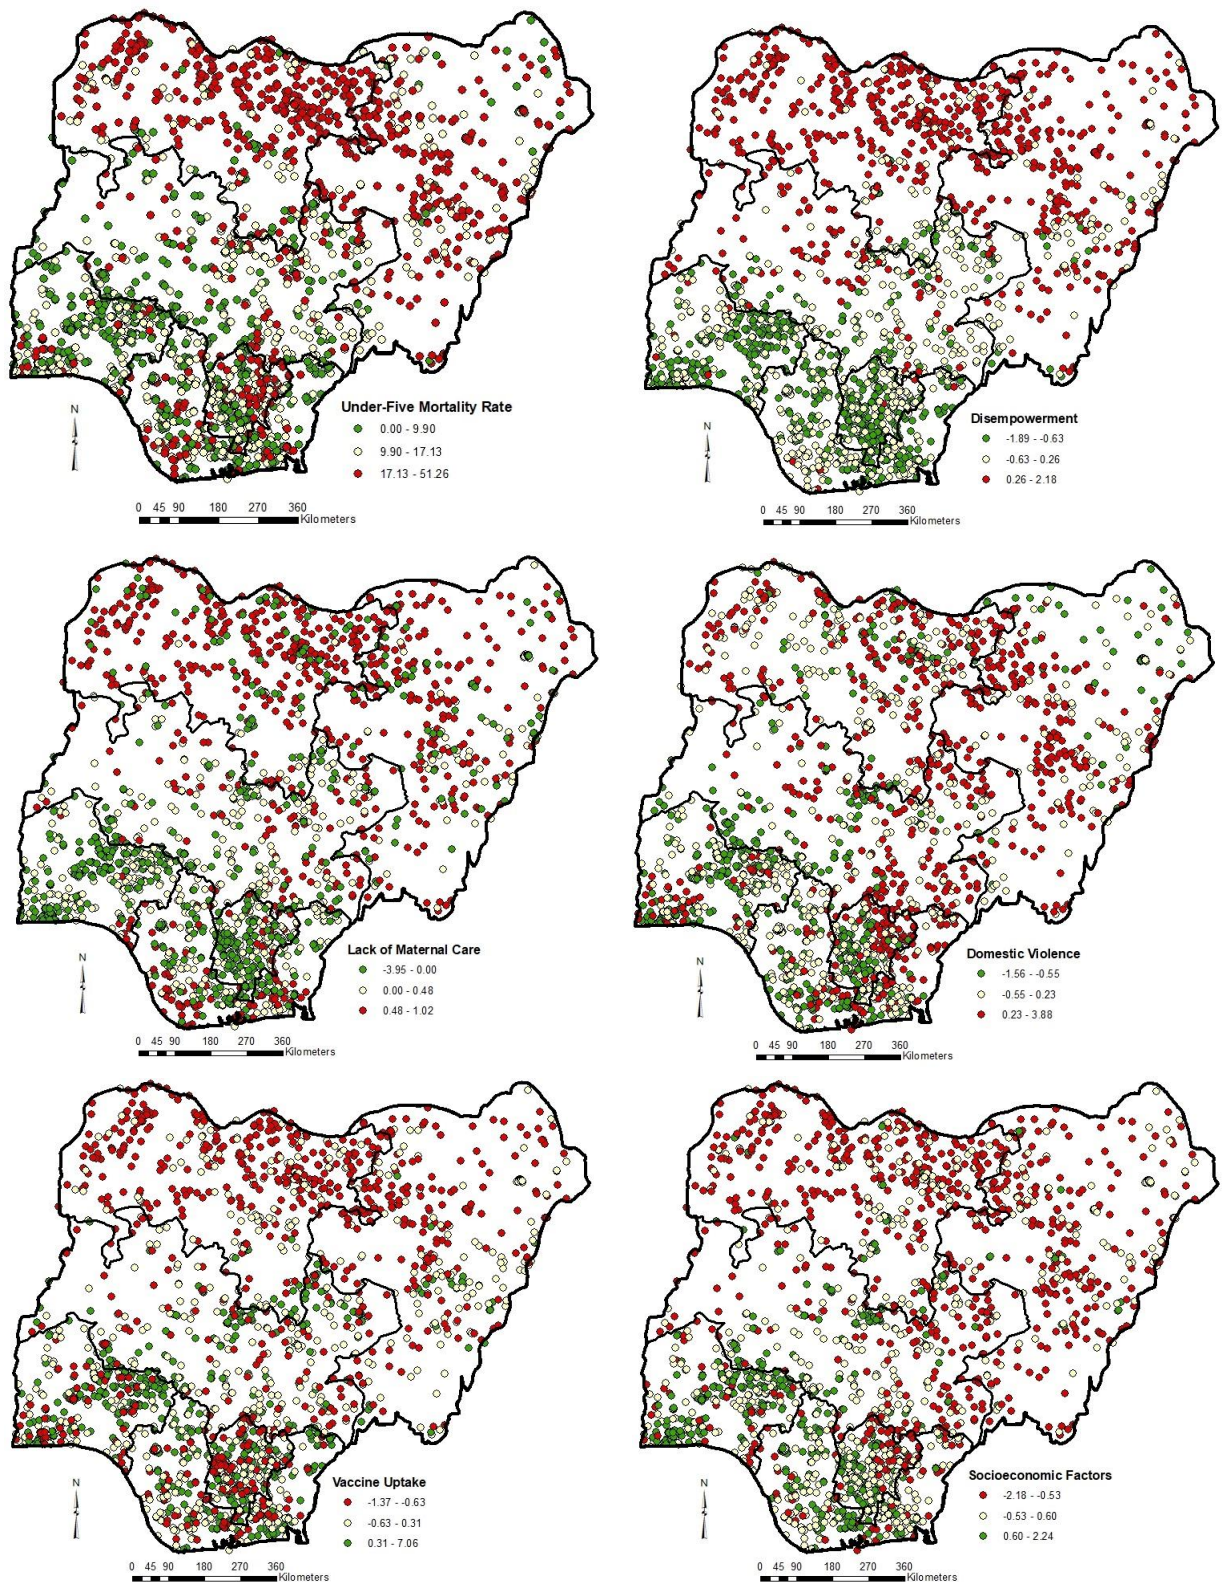 N
Under-Five Mortality Rate
0.00 - 9.90
9.90 - 17.13
17.13 - 51.26
0 45 90 180 270 360
Kilometers
N
Disempowerment
-1.89 - -0.63
-0.63 - 0.26
0.26 - 2.18
0 45 90 180 270 360
Kilometers
N
Lack of Maternal Care
-3.95 - 0.00
0.00 - 0.48
0.48 - 1.02
0 45 90 180 270 360
Kilometers
N
Domestic Violence
-1.56 - -0.55
-0.55 - 0.23
0.23 - 3.88
0 45 90 180 270 360
Kilometers
N
Vaccine Uptake
-1.37 - -0.63
-0.63 - 0.31
0.31 - 7.06
0 45 90 180 270 360
Kilometers
N
Socioeconomic Factors
-2.18 - -0.53
-0.53 - 0.60
0.60 - 2.24
0 45 90 180 270 360
Kilometers